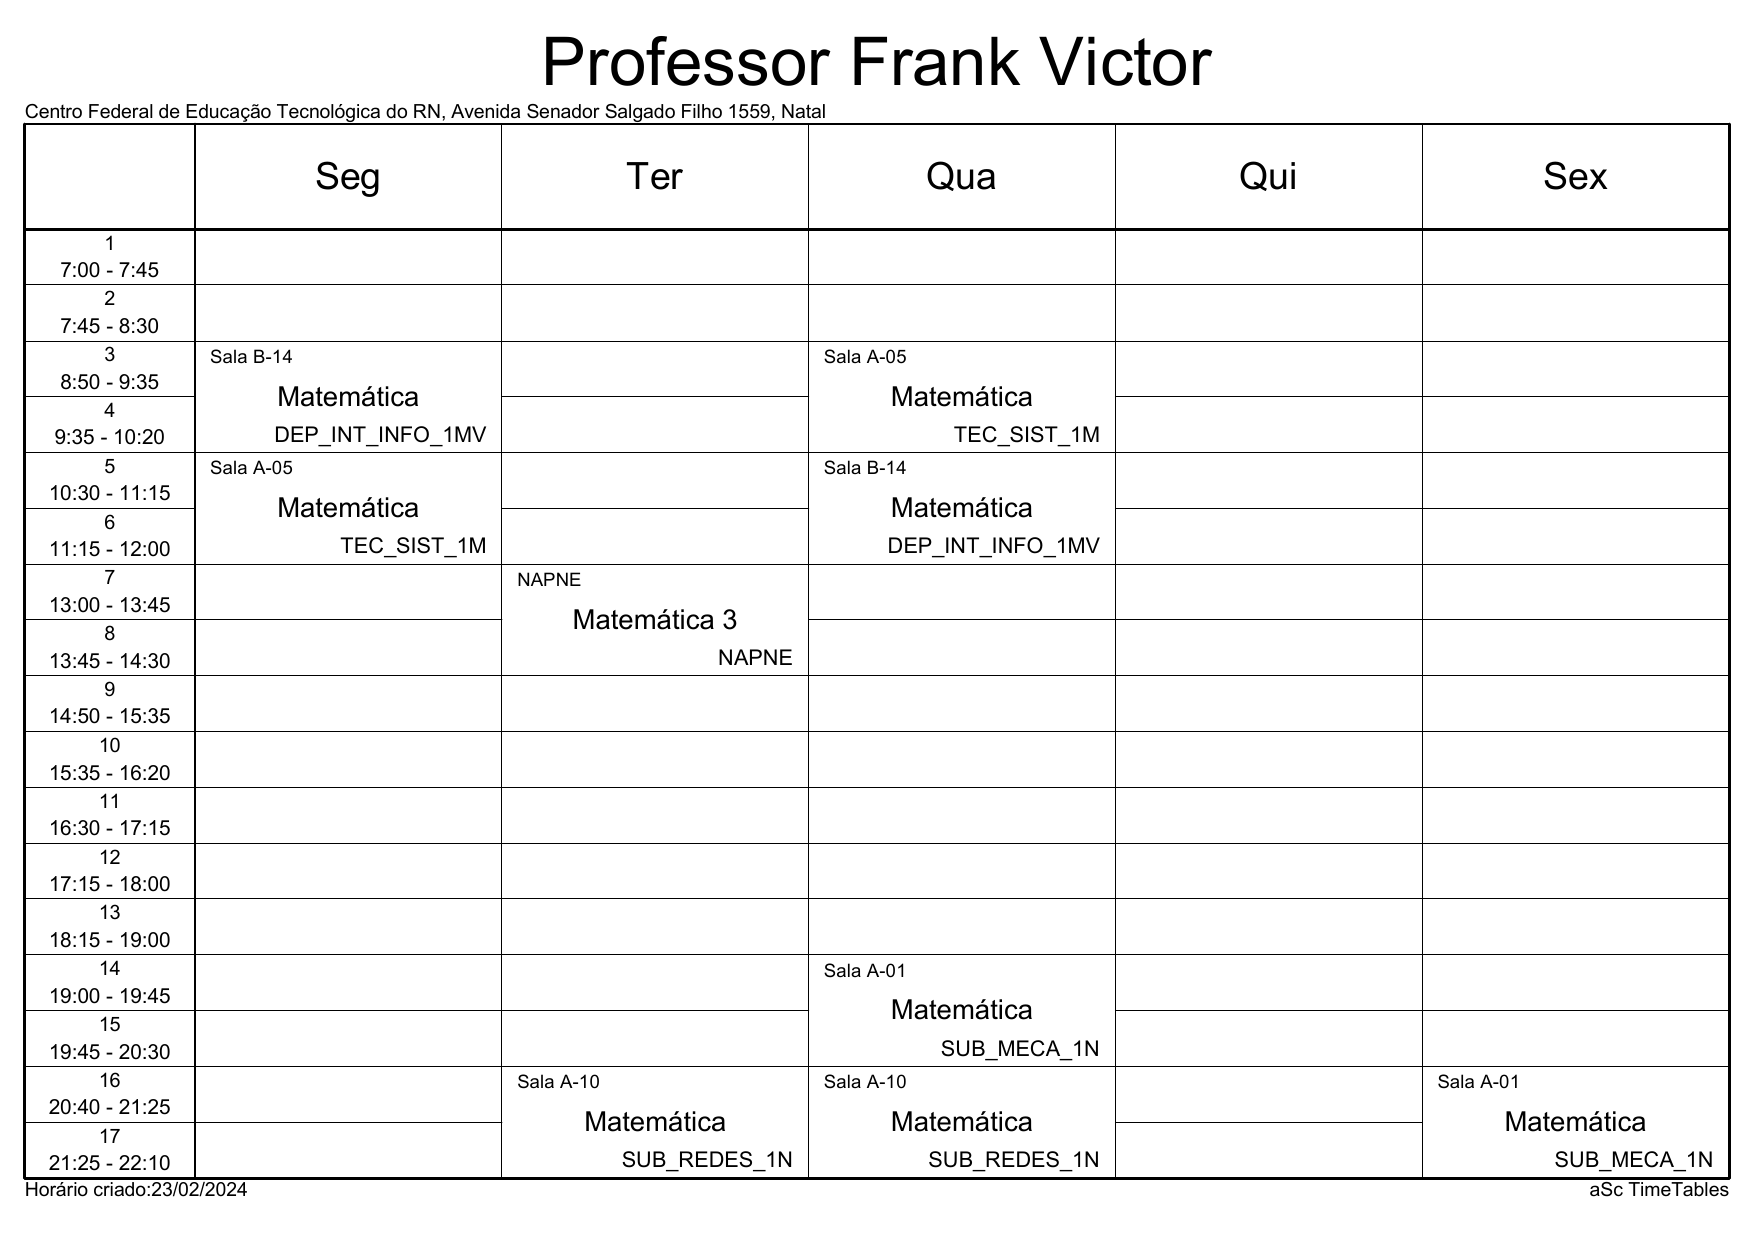 Professor Frank Victor
Centro Federal de Educação Tecnológica do RN, Avenida Senador Salgado Filho 1559, Natal
Seg Ter Qua Qui Sex
1
7:00 - 7:45
2
7:45 - 8:30
3
8:50 - 9:35
Sala B-14
Matemática
DEP_INT_INFO_1MV
Sala A-05
Matemática
TEC_SIST_1M
4
9:35 - 10:20
5
10:30 - 11:15
Sala A-05
Matemática
TEC_SIST_1M
Sala B-14
Matemática
DEP_INT_INFO_1MV
6
11:15 - 12:00
7
13:00 - 13:45
NAPNE
Matemática 3
NAPNE
8
13:45 - 14:30
9
14:50 - 15:35
10
15:35 - 16:20
11
16:30 - 17:15
12
17:15 - 18:00
13
18:15 - 19:00
14
19:00 - 19:45
Sala A-01
Matemática
SUB_MECA_1N
15
19:45 - 20:30
16
20:40 - 21:25
Sala A-10
Matemática
SUB_REDES_1N
Sala A-10
Matemática
SUB_REDES_1N
Sala A-01
Matemática
SUB_MECA_1N
17
21:25 - 22:10
Horário criado:23/02/2024
aSc TimeTables